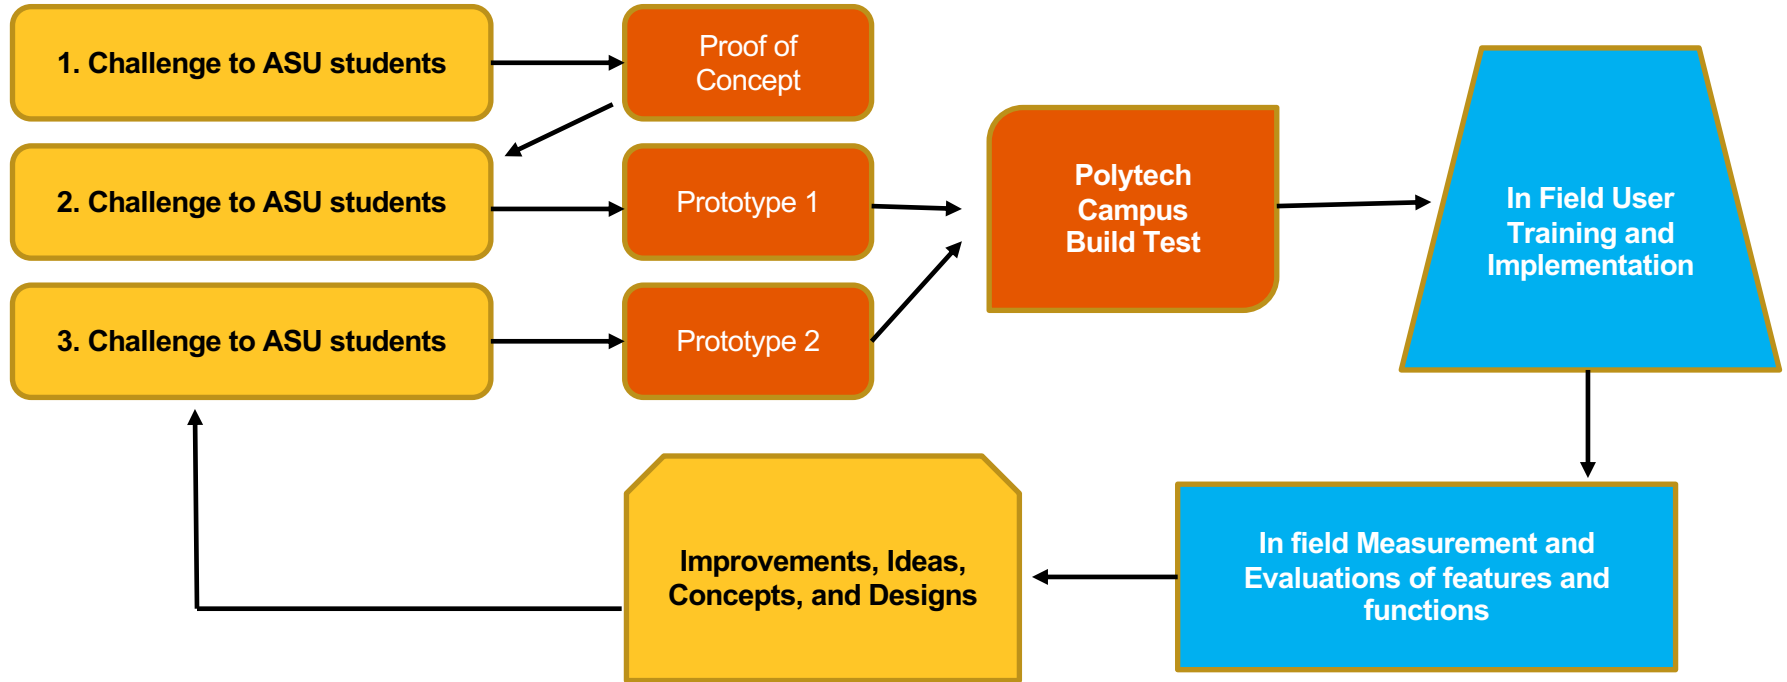 1. Challenge to ASU students
Proof of
Concept
2. Challenge to ASU students
Prototype 1
3. Challenge to ASU students
Prototype 2
Polytech
Campus
Build Test
In Field User
Training and
Implementation
In field Measurement and
Evaluations of features and
functions
Improvements, Ideas,
Concepts, and Designs